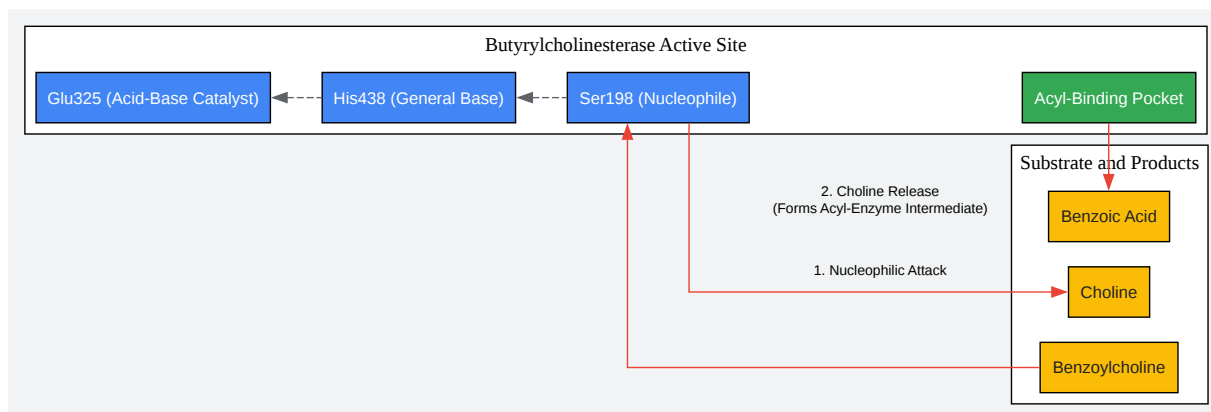 Butyrylcholinesterase Active Site
Glu325 (Acid-Base Catalyst)
His438 (General Base)
Ser198 (Nucleophile)
Acyl-Binding Pocket
Substrate and Products
2. Choline Release
(Forms Acyl-Enzyme Intermediate)
Benzoic Acid
1. Nucleophilic Attack
Choline
Benzoylcholine